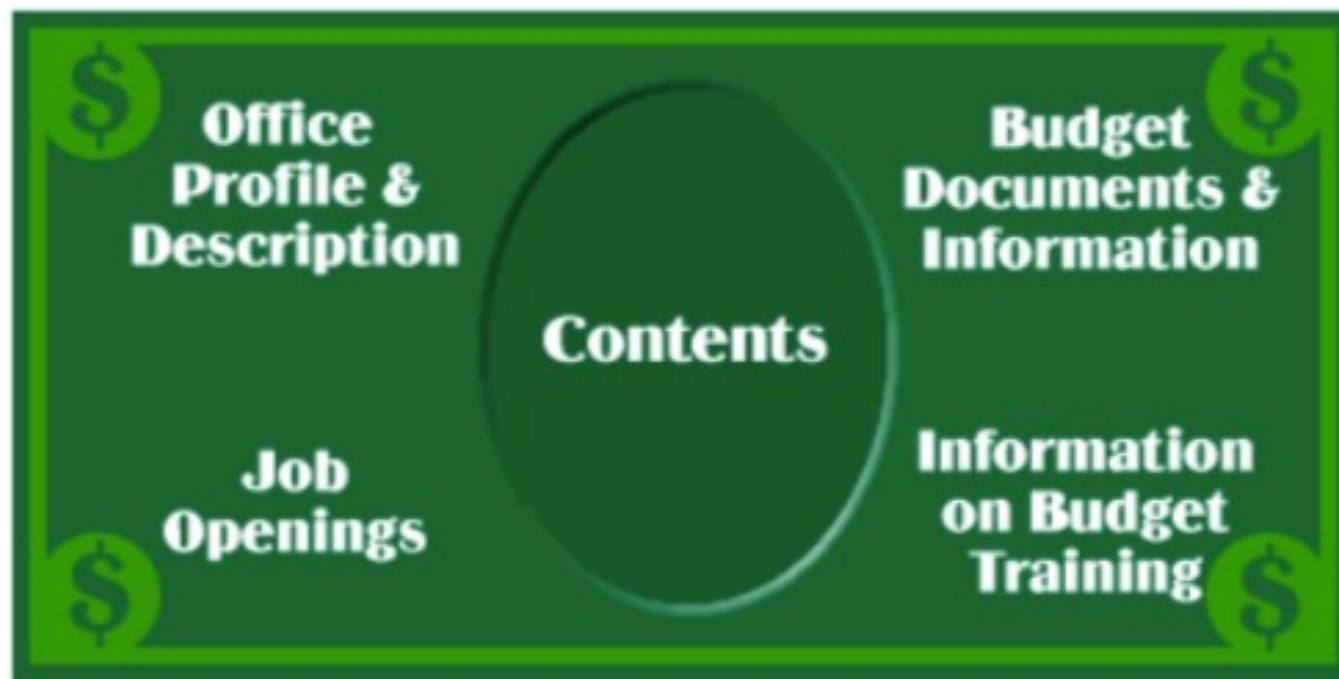 $
$
Office
Profile &
Description
Budget
Documents &
Information
Contents
Job
Openings
Information
on Budget
Training
$
$